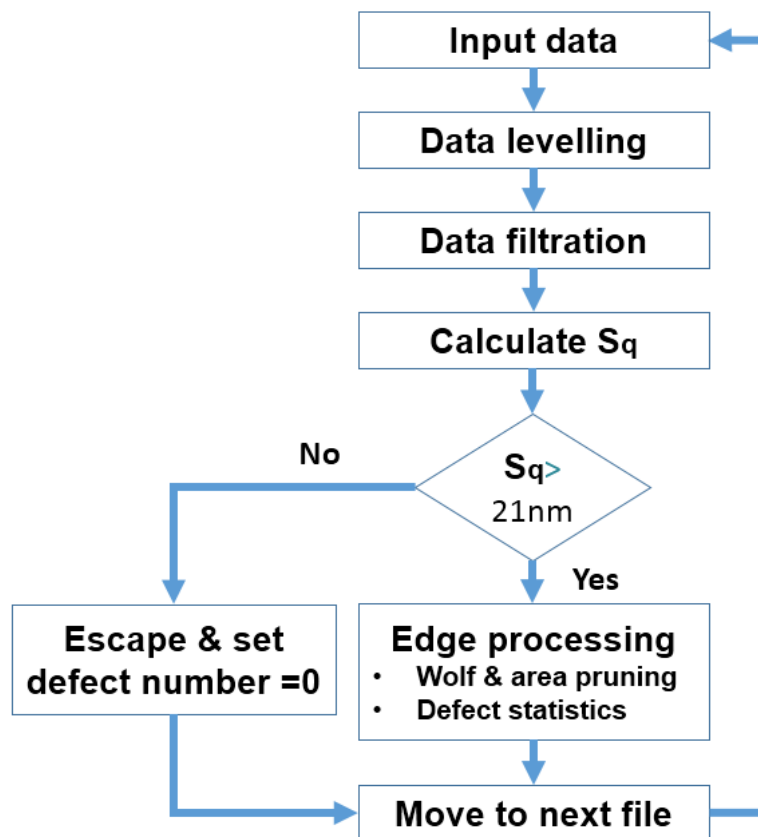 Input data
Data levelling
Data filtration
Calculate Sq
Sq>
21nm
No
Yes
Escape & set
defect number =0
Edge processing
• Wolf & area pruning
• Defect statistics
Move to next file